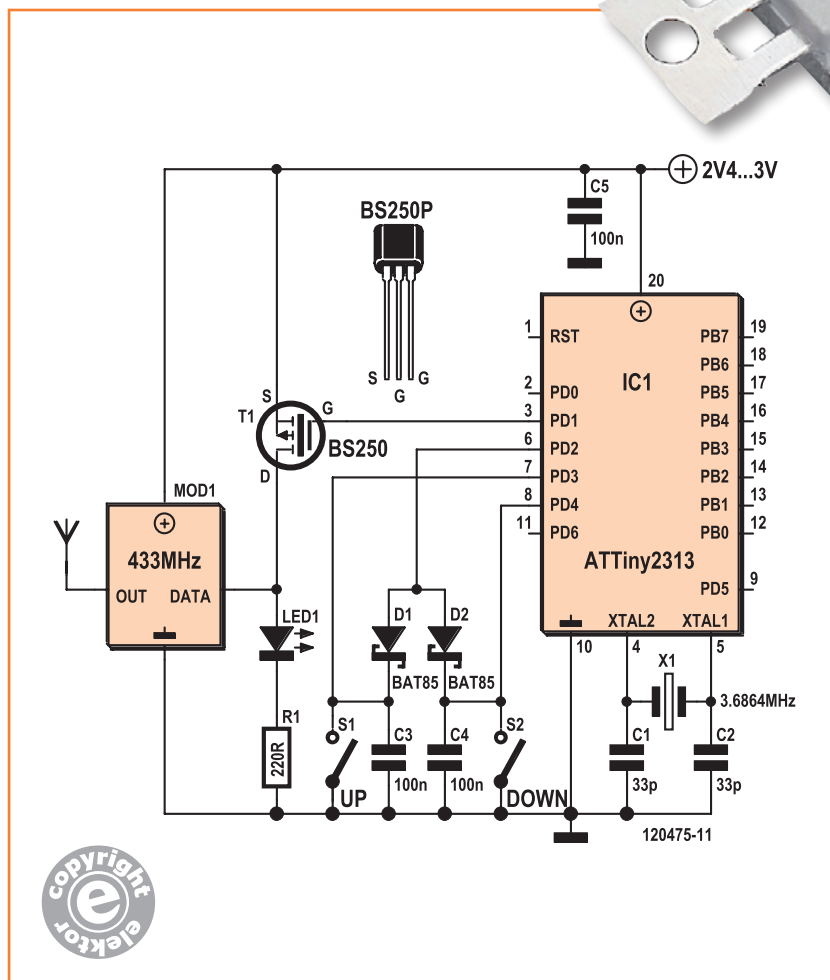 2V4...3V
C5
100n
BS250P
S G
G
20
1 RST
2 PD0
3 PD1
6 PD2
7 PD3
8 PD4
11 PD6
IC1
ATTiny2313
PB7 19
PB6 18
PB5 17
PB4 16
PB3 15
PB2 14
PB1 13
PB0 12
PD5 9
XTAL2 XTAL1
10 4 5
S
T1 G
BS250
D
MOD1
433MHz
OUT DATA
LED1
D1 D2
BAT85 BAT85
X1
3.6864MHz
R1
220R
S1
UP
C3
100n
C4
100n
S2
DOWN
C1
33p
C2
33p
120475-11
copyright
e
elektor